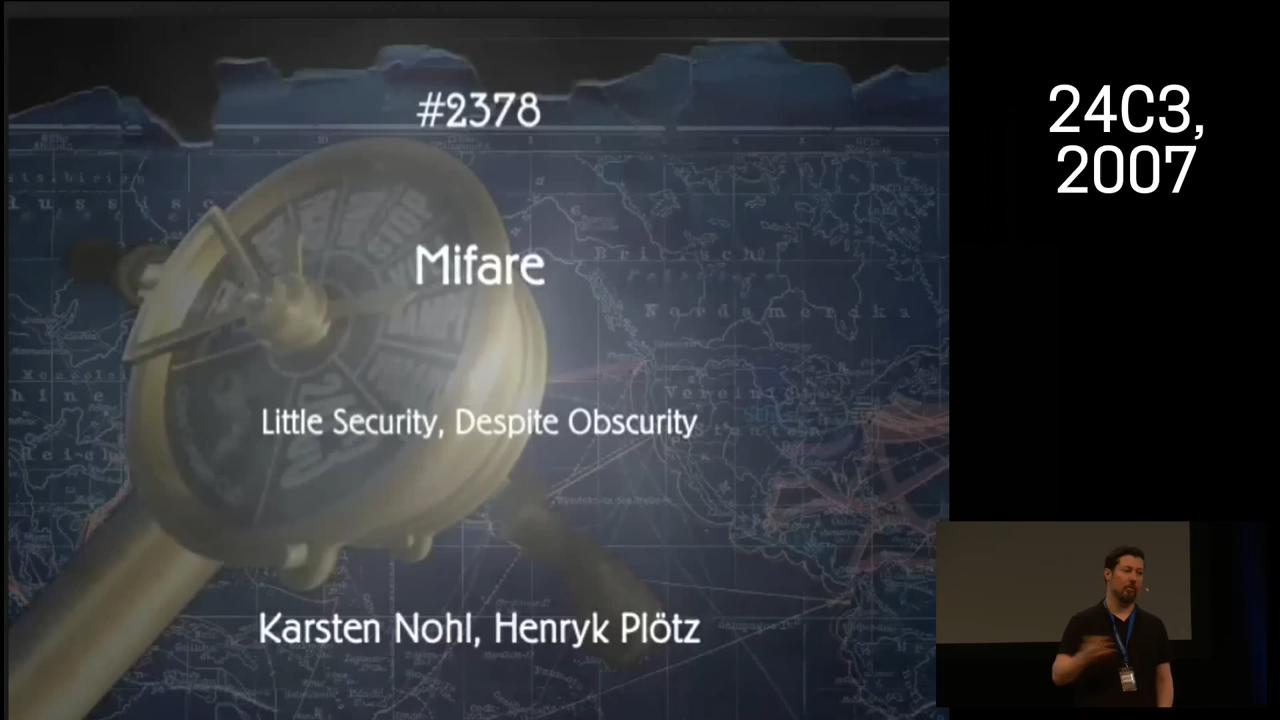 #2378
Mifare
Little Security, Despite Obscurity
Karsten Nohl, Henryk Plötz
24C3,
2007